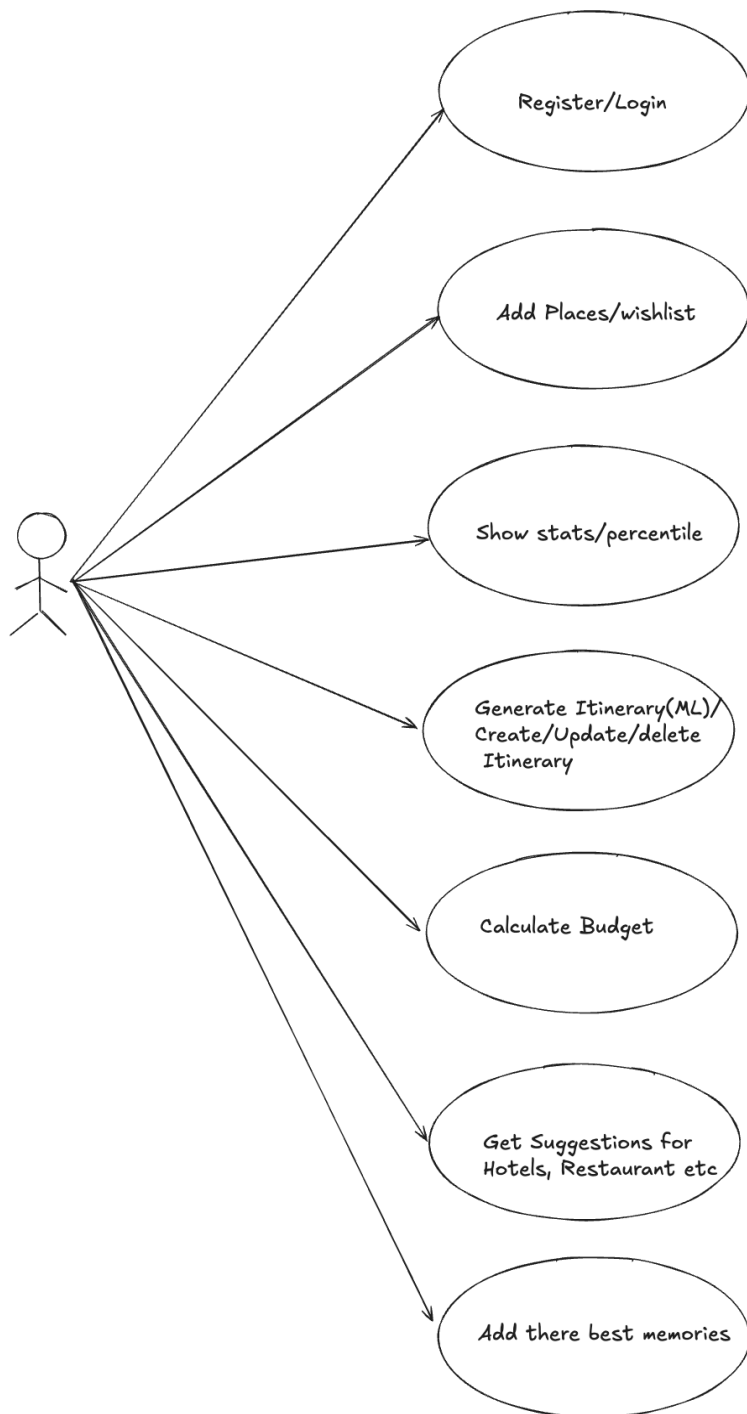 Register/Login
Add Places/wishlist
Show stats/percentile
Generate Itinerary(ML)/
Create/Update/delete
Itinerary
Calculate Budget
Get Suggestions for
Hotels, Restaurant etc
Add there best memories